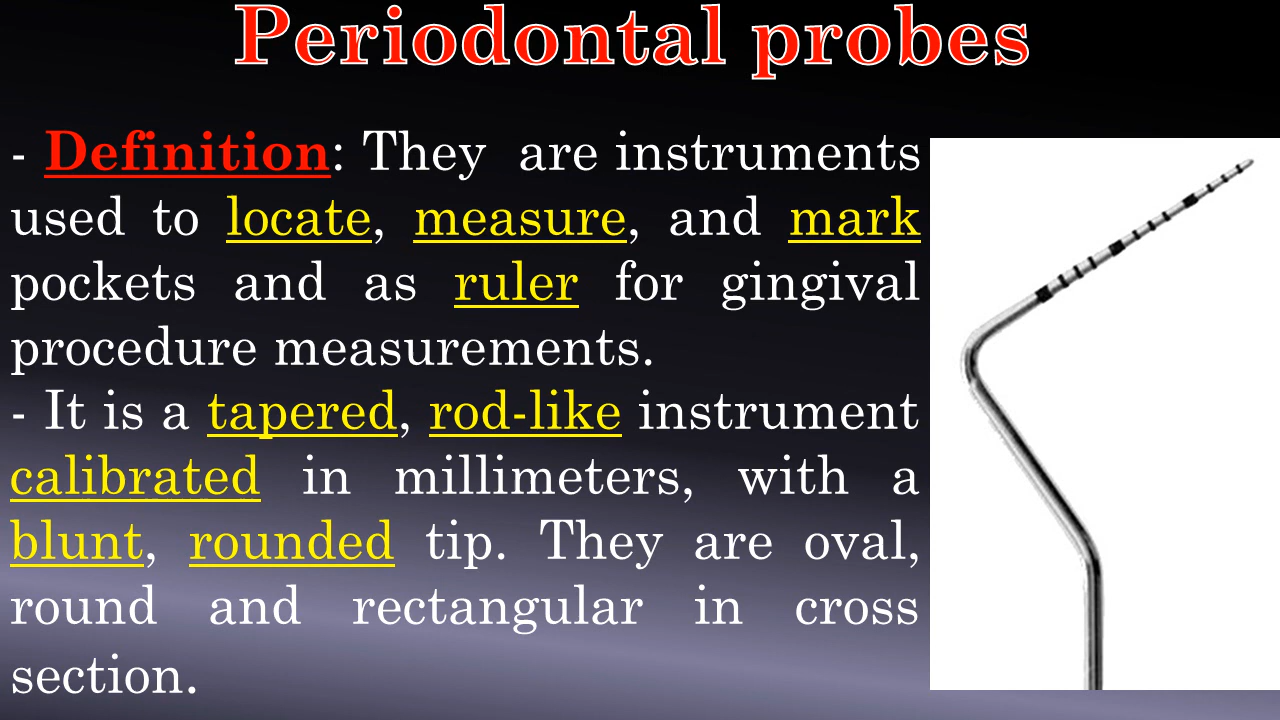 Periodontal probes
- Definition: They are instruments
used to locate, measure, and mark
pockets and as ruler for gingival
procedure measurements.
- It is a tapered, rod-like instrument
calibrated in millimeters, with a
blunt, rounded tip. They are oval,
round and rectangular in cross
section.